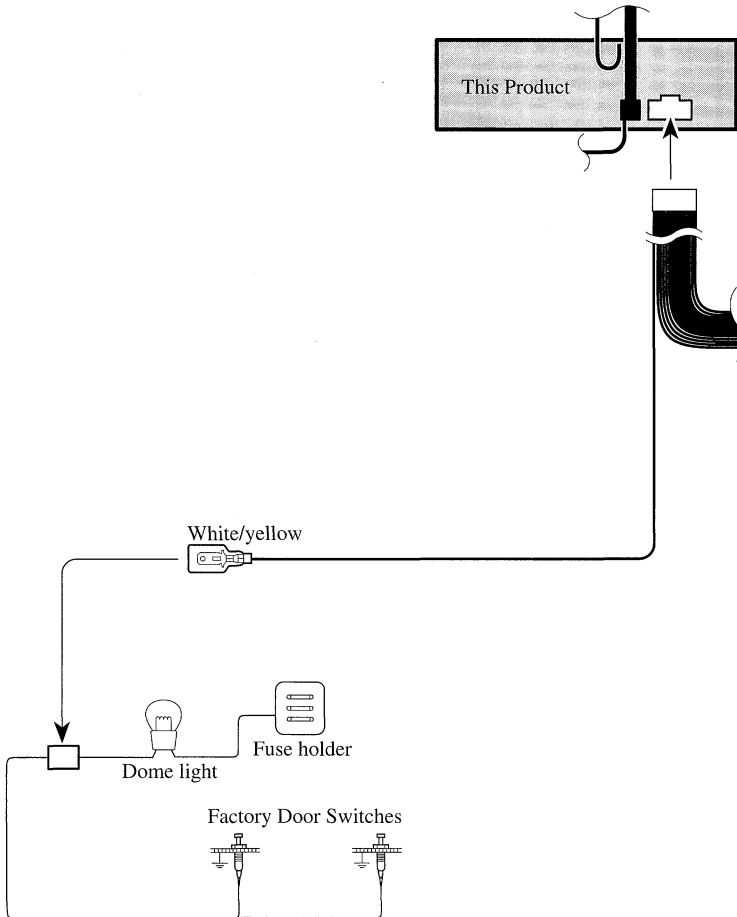 This Product
White/yellow
Fuse holder
Dome light
Factory Door Switches